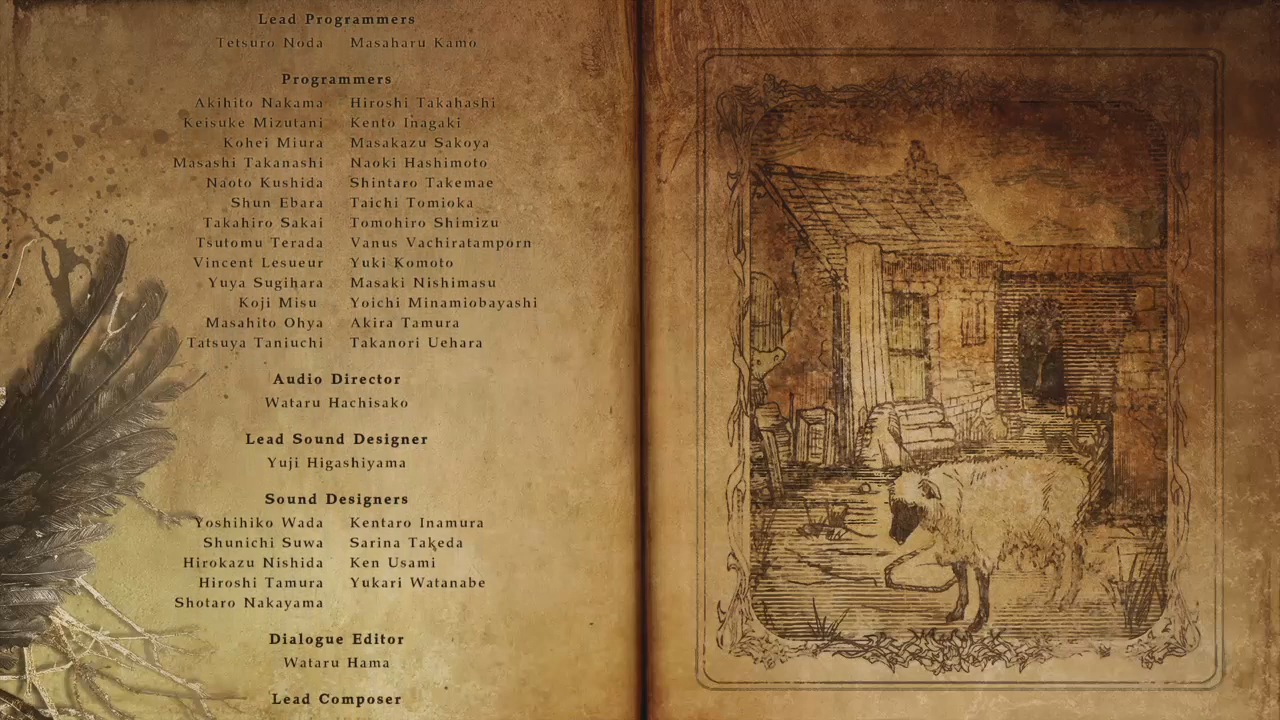 Lead Programmers
Tetsuro Noda Masaharu Kamo
Programmers
Akihito Nakama Hiroshi Takahashi
Keisuke Mizutani Kento Inagaki
Kohei Miura Masakazu Sakoya
Masashi Takanashi Naoki Hashimoto
Naoto Kushida Shintaro Takemae
Shun Ebara Taichi Tomioka
Takahiro Sakai Tomohiro Shimizu
Tsutomu Terada Vanus Vachiratamporn
Vincent Lesueur Yuki Komoto
Yuya Sugihara Masaki Nishimasu
Koji Misu Yoichi Minamiobayashi
Masahito Ohya Akira Tamura
Tatsuya Taniuchi Takanori Uehara
Audio Director
Wataru Hachisako
Lead Sound Designer
Yuji Higashiyama
Sound Designers
Yoshihiko Wada Kentaro Inamura
Shunichi Suwa Sarina Takeda
Hirokazu Nishida Ken Usami
Hiroshi Tamura Yukari Watanabe
Shotaro Nakayama
Dialogue Editor
Wataru Hama
Lead Composer